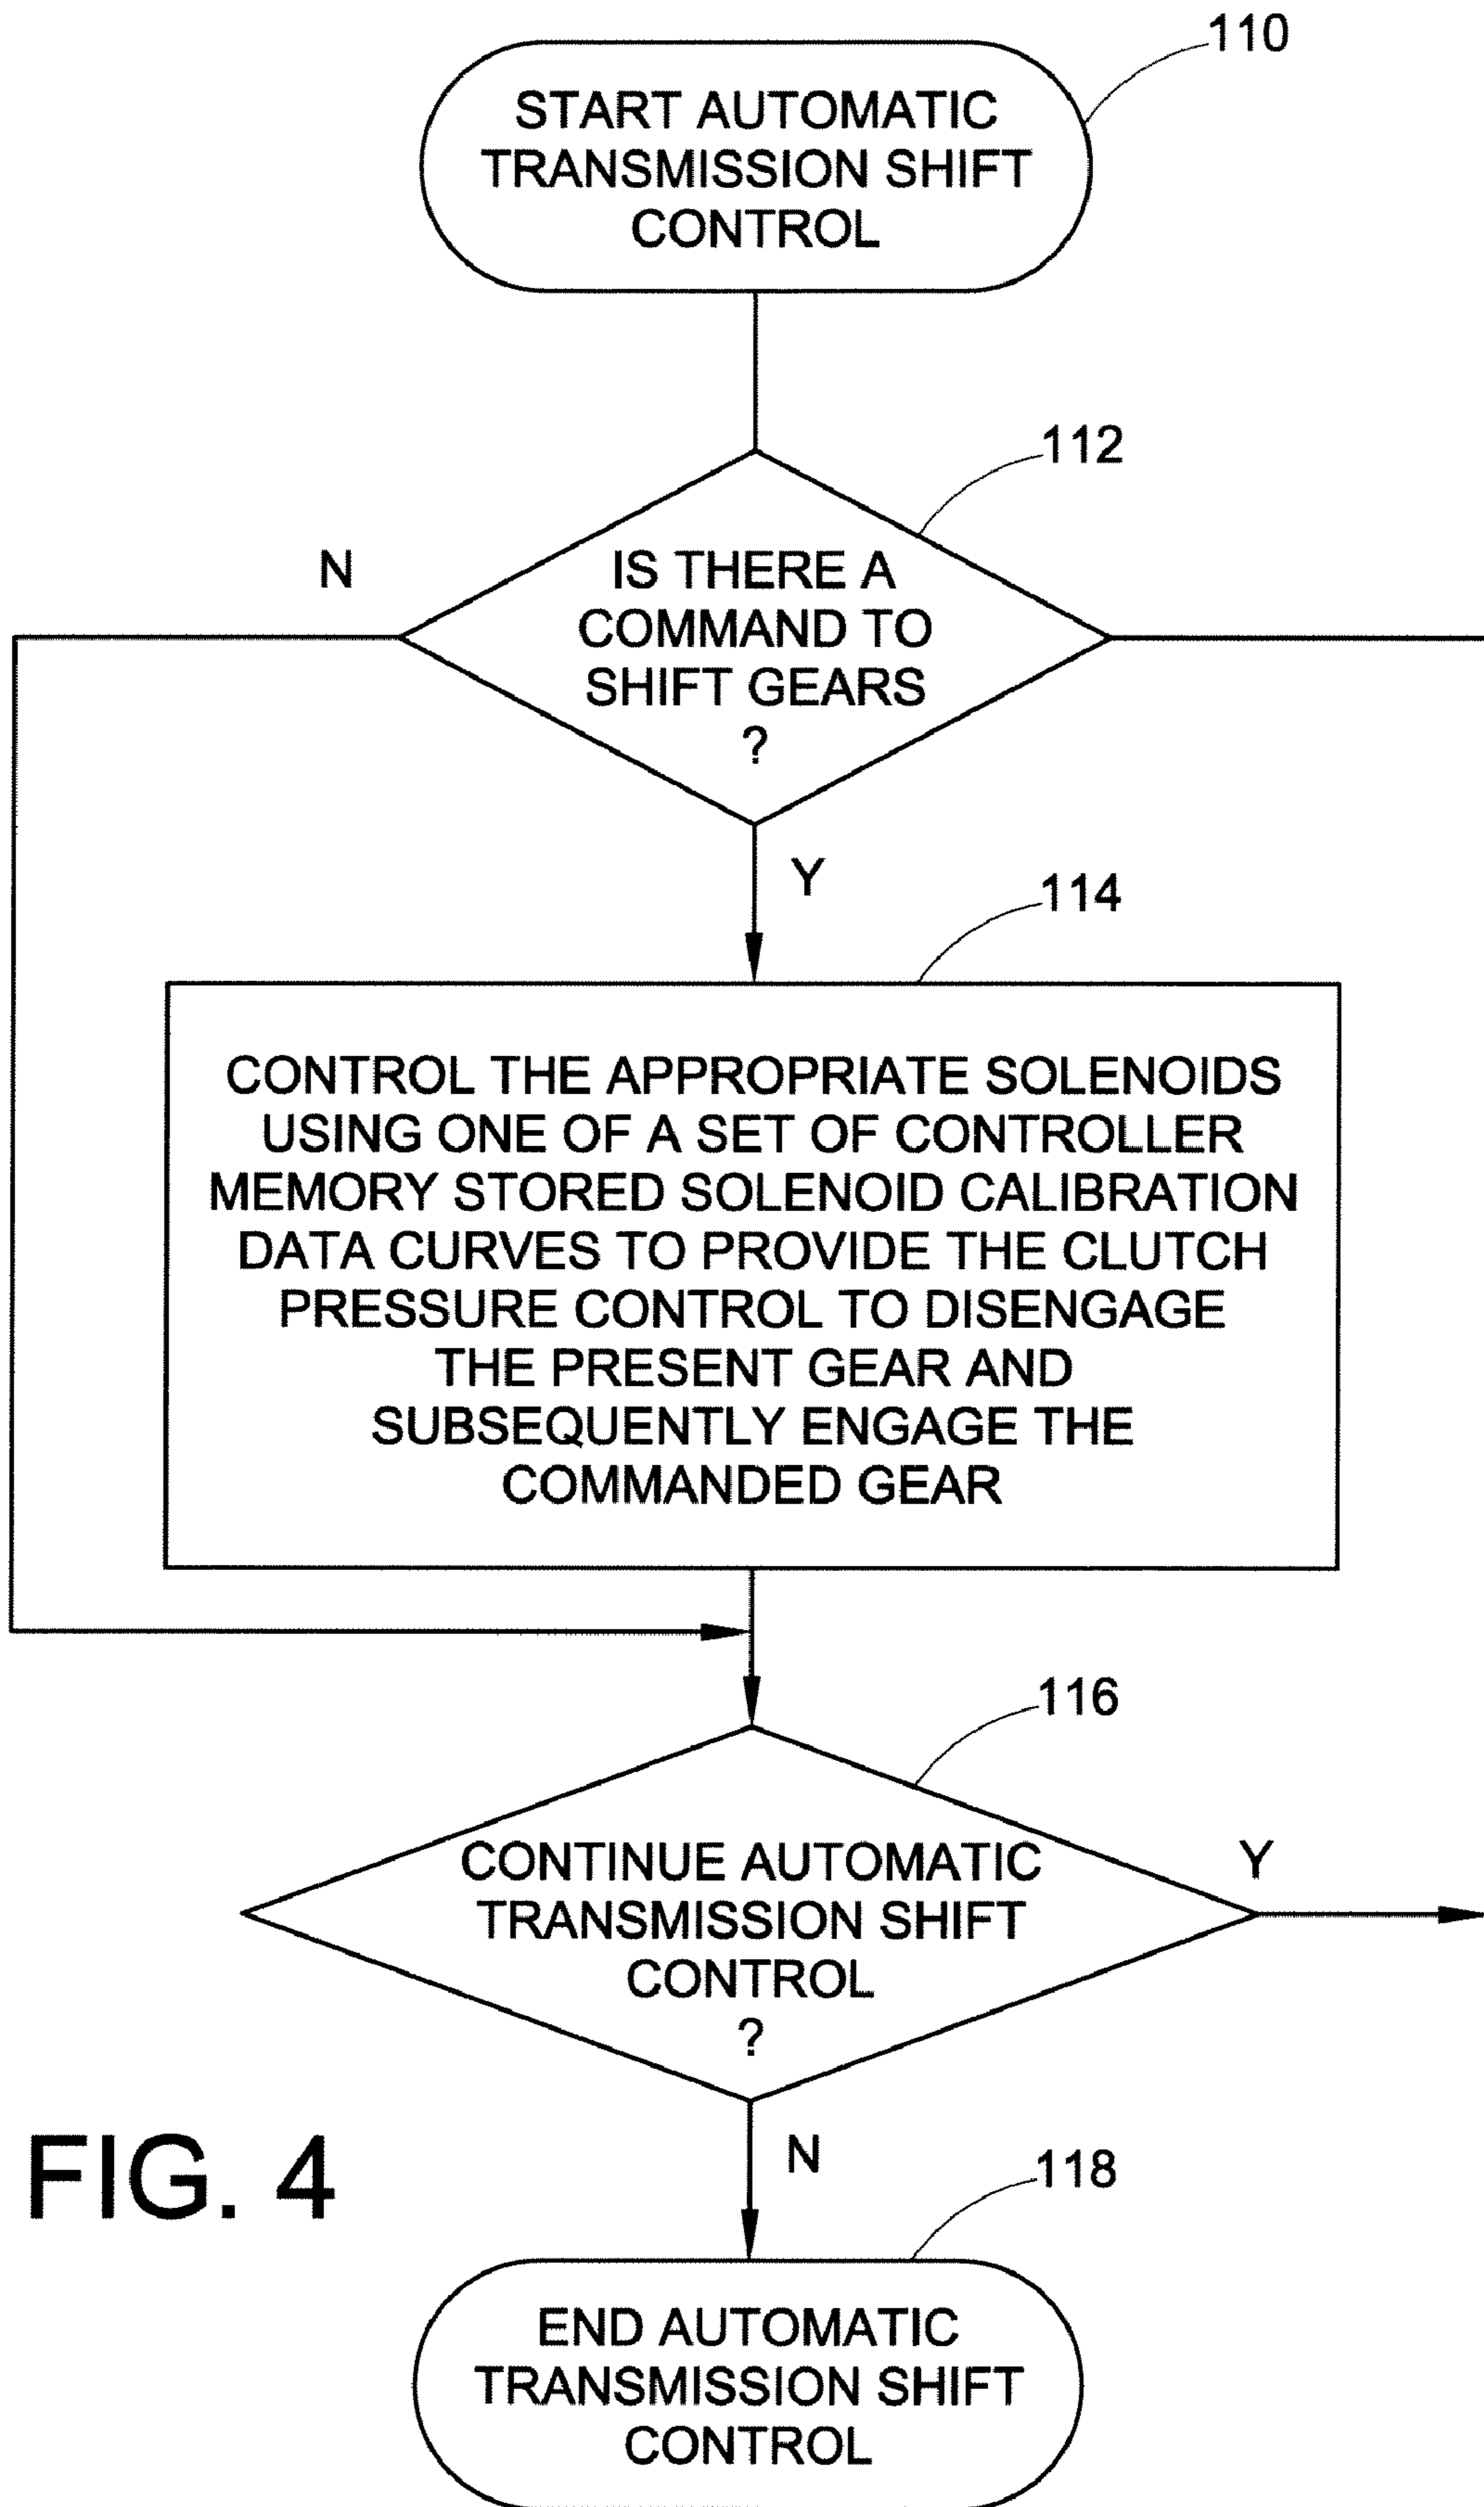 110
START AUTOMATIC
TRANSMISSION SHIFT
CONTROL
112
N
IS THERE A
COMMAND TO
SHIFT GEARS
?
Y
114
CONTROL THE APPROPRIATE SOLENOIDS
USING ONE OF A SET OF CONTROLLER
MEMORY STORED SOLENOID CALIBRATION
DATA CURVES TO PROVIDE THE CLUTCH
PRESSURE CONTROL TO DISENGAGE
THE PRESENT GEAR AND
SUBSEQUENTLY ENGAGE THE
COMMANDED GEAR
116
CONTINUE AUTOMATIC
TRANSMISSION SHIFT
CONTROL
?
Y
N
FIG. 4
118
END AUTOMATIC
TRANSMISSION SHIFT
CONTROL